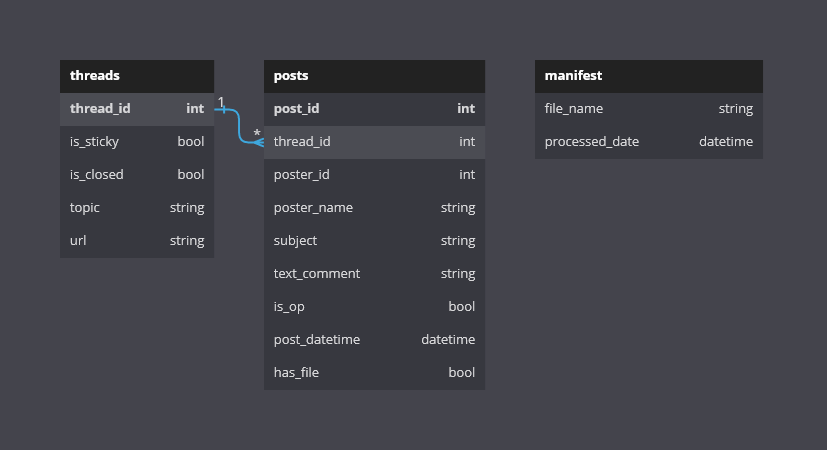 threads
thread_id int
is_sticky bool
is_closed bool
topic string
url string
1
*
posts
post_id int
thread_id int
poster_id int
poster_name string
subject string
text_comment string
is_op bool
post_datetime datetime
has_file bool
manifest
file_name string
processed_date datetime